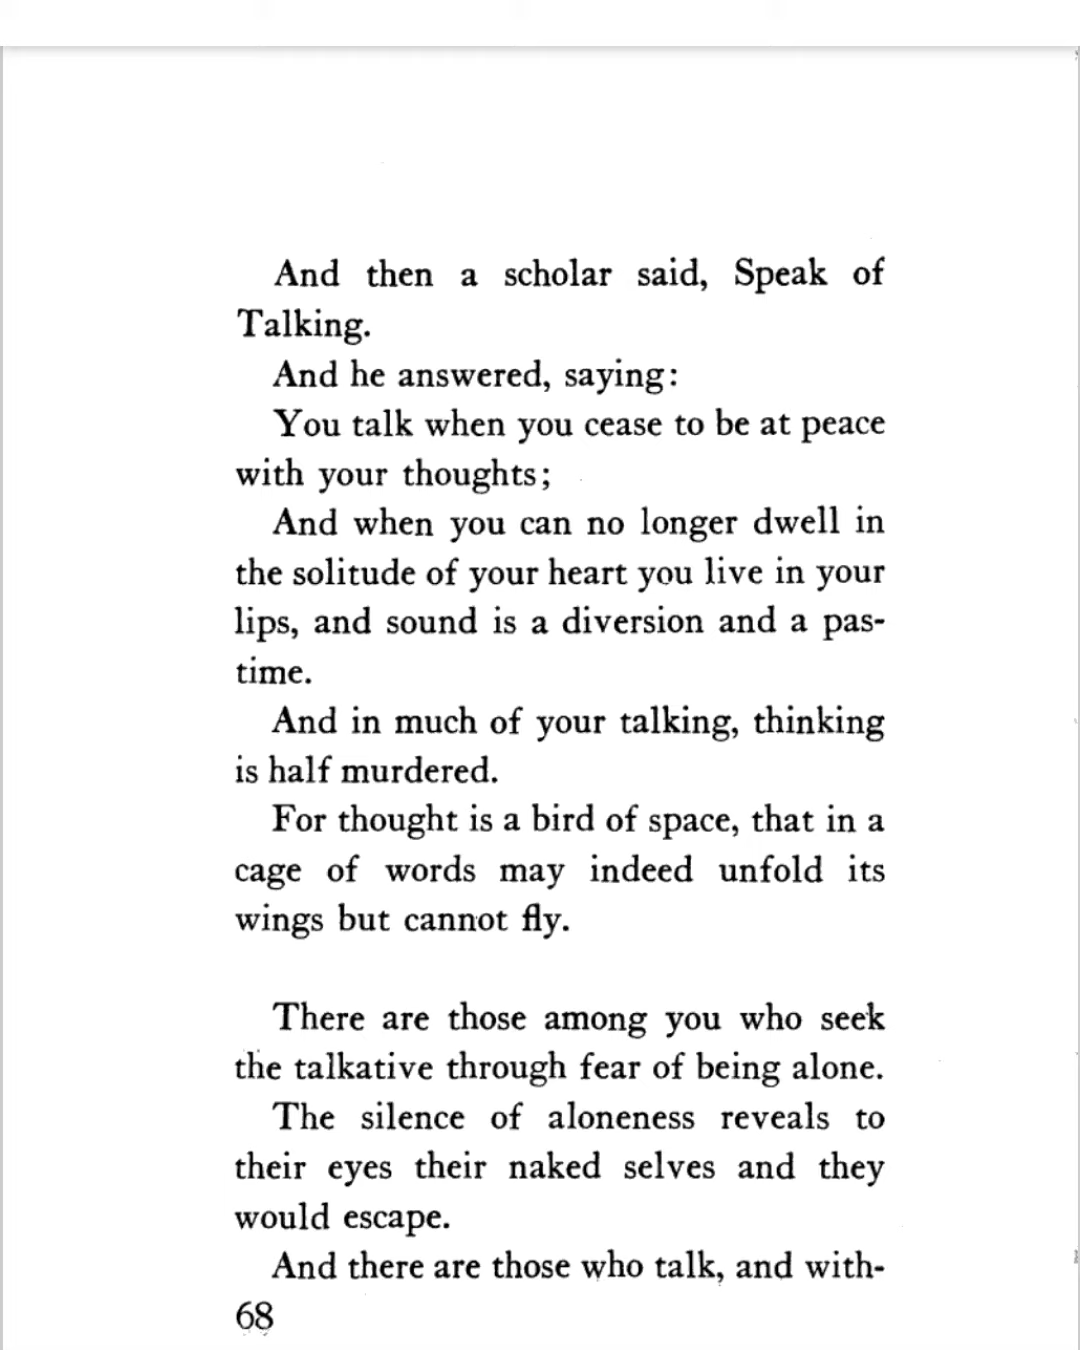 And then a scholar said, Speak of
Talking.
And he answered, saying:
You talk when you cease to be at peace
with your thoughts;
And when you can no longer dwell in
the solitude of your heart you live in your
lips, and sound is a diversion and a pas-
time.
And in much of your talking, thinking
is half murdered.
For thought is a bird of space, that in a
cage of words may indeed unfold its
wings but cannot fly.
There are those among you who seek
the talkative through fear of being alone.
The silence of aloneness reveals to
their eyes their naked selves and they
would escape.
And there are those who talk, and with-
68